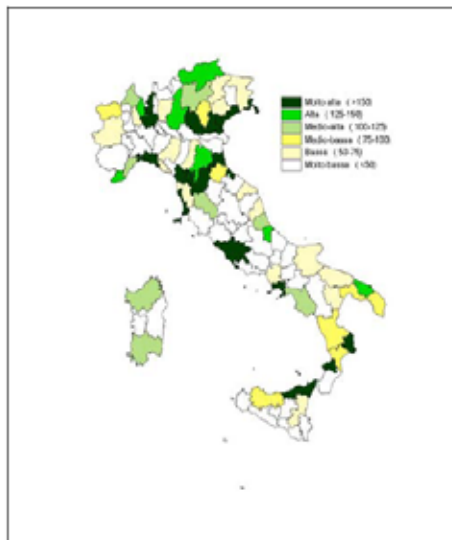 Molto alta (>150)
Alta (125-150)
Medio-alta (100-125)
Medio-bassa (75-100)
Bassa (50-75)
Molto bassa (<50)